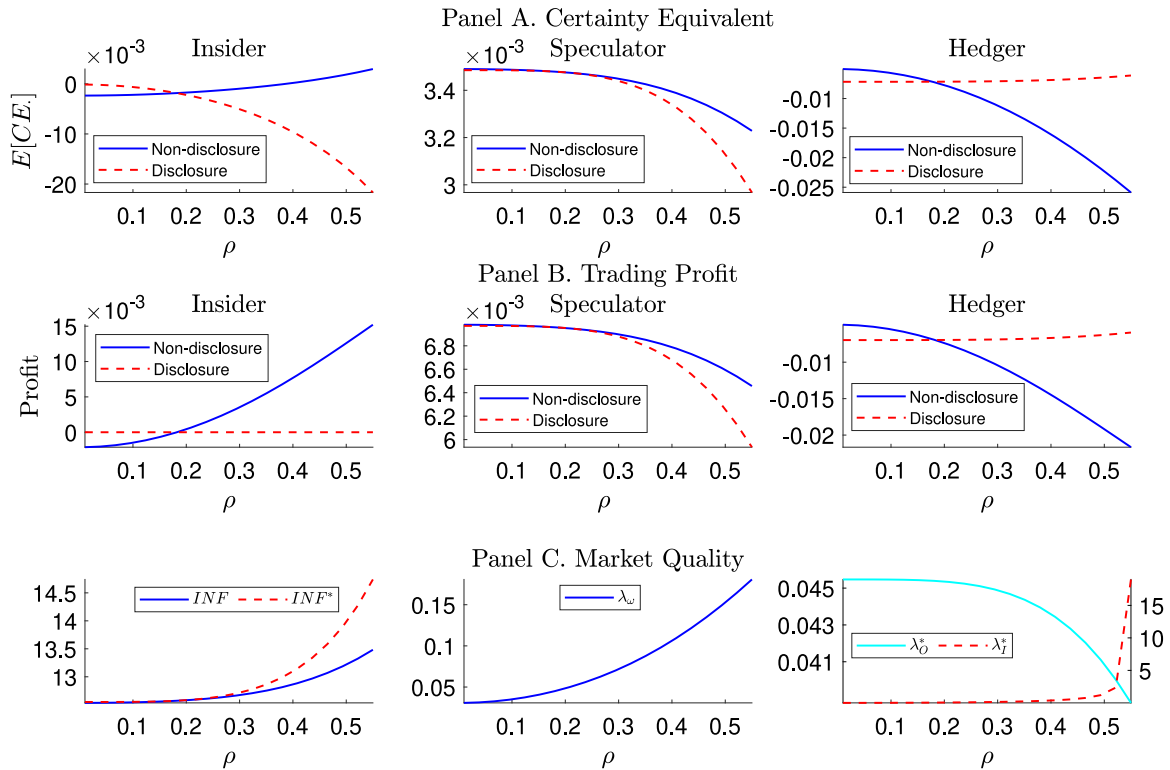 Panel A. Certainty Equivalent
Insider
Speculator
Hedger
×10⁻³
0
-10
-20
E[CE.]
Non-disclosure
Disclosure
0.1 0.2 0.3 0.4 0.5
ρ
×10⁻³
3.4
3.2
3
Non-disclosure
Disclosure
0.1 0.2 0.3 0.4 0.5
ρ
-0.01
-0.015
-0.02
-0.025
Non-disclosure
Disclosure
0.1 0.2 0.3 0.4 0.5
ρ
Panel B. Trading Profit
Insider
Speculator
Hedger
×10⁻³
15
10
5
0
Profit
Non-disclosure
Disclosure
0.1 0.2 0.3 0.4 0.5
ρ
×10⁻³
6.8
6.6
6.4
6.2
6
Non-disclosure
Disclosure
0.1 0.2 0.3 0.4 0.5
ρ
-0.01
-0.015
-0.02
Non-disclosure
Disclosure
0.1 0.2 0.3 0.4 0.5
ρ
Panel C. Market Quality
14.5
14
13.5
13
INF INF*
0.1 0.2 0.3 0.4 0.5
ρ
0.15
0.1
0.05
λ_ω
0.1 0.2 0.3 0.4 0.5
ρ
0.045
0.043
0.041
λ*_O λ*_I
15
10
5
0
0.1 0.2 0.3 0.4 0.5
ρ